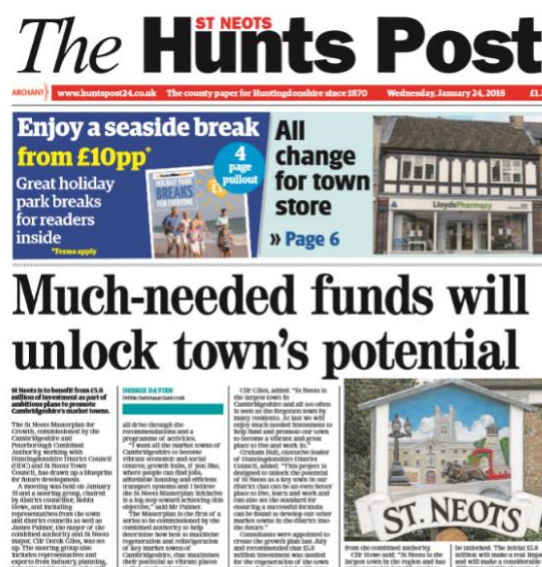 ST NEOTS
The Hunts Post
ARCHANT www.huntspost24.co.uk The county paper for Huntingdonshire since 1870 Wednesday, January 24, 2018 £1.
Enjoy a seaside break
from £10pp*
Great holiday
park breaks
for readers
inside
*Terms apply
4
page
pullout
HOLIDAY PARK
BREAKS
FOR EVERYONE
All
change
for town
store
» Page 6
LloydsPharmacy
Much-needed funds will
unlock town's potential
St Neots is to benefit from £5.8
million of investment as part of
ambitious plans to promote
Cambridgeshire's market towns.
The St Neots Masterplan for
Growth, commissioned by the
Cambridgeshire and
Peterborough Combined
Authority working with
Huntingdonshire District Council
(HDC) and St Neots Town
Council, has drawn up a blueprint
for future development.
A meeting was held on January
and a steering group, chaired
by district councillor,
Howe, and including
representatives from the town
and district councils as well as
James Palmer, the mayor of the
combined authority and St Neots
mayor, Cllr Derek Giles, was set
up. The steering group also
includes representatives and
experts from industry, planning,
DEBBIE DAVIES
all drive through the
recommendations and a
programme of activities.
"I want all the market towns of
Cambridgeshire to become
vibrant economic and social
centres, growth hubs, if you like,
where people can find jobs,
affordable housing and efficient
transport systems and I believe
the St Neots Masterplan initiative
is a big step toward achieving this
objective," said Mr Palmer.
The Masterplan is the first of a
series to be commissioned by the
combined authority to help
determine how best to maximise
regeneration and reinvigoration
of key market towns of
Cambridgeshire, that maximises
their potential as vibrant places
Cllr Giles, added: "St Neots is
the largest town in
Cambridgeshire and all too often
is seen as the forgotten town by
many residents. At last we will
enjoy much needed investment to
help fund and promote our town
to become a vibrant and great
place to live and work in."
Graham Bull, executive leader
of Huntingdonshire District
Council, added: "This project is
designed to unlock the potential
of St Neots as a key town in our
district that can be an even better
place to live, learn and work and
can also set the standard for
ensuring a successful formula
can be found to develop our other
market towns in the district into
the future."
Consultants were appointed to
create the growth plan last July
and recommended that £5.8
million investment was needed
for the regeneration of the town
ST NEOTS
from the combined authority.
Cllr Howe said: "St Neots is the
largest town in the region and has
be unlocked. The initial £5.8
million will make a real impa
and will make a considerable